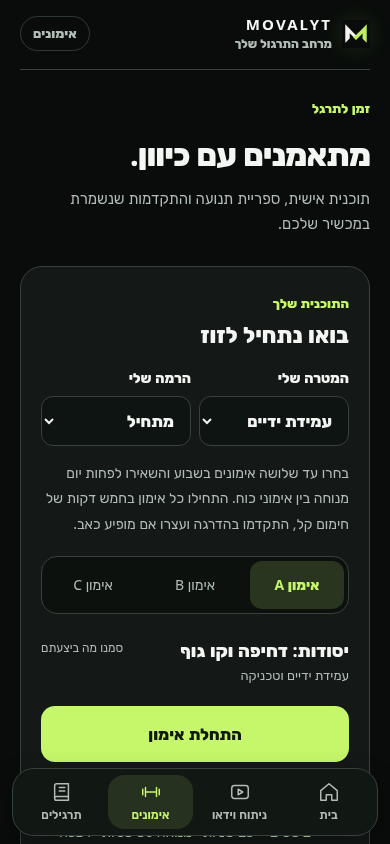 MOVALYT
מרחב התרגול שלך
אימונים
זמן לתרגל
מתאמנים עם כיוון.
תוכנית אישית, ספריית תנועה והתקדמות שנשמרת
במכשיר שלכם.
התוכנית שלך
בואו נתחיל לזוז
המטרה שלי
הרמה שלי
עמידת ידיים
מתחיל
בחרו עד שלושה אימונים בשבוע והשאירו לפחות יום
מנוחה בין אימוני כוח. התחילו כל אימון בחמש דקות של
חימום קל, התקדמו בהדרגה ועצרו אם מופיע כאב.
אימון A
אימון B
אימון C
יסודות: דחיפה וקו גוף
סמנו מה ביצעתם
עמידת ידיים וטכניקה
התחלת אימון
בית
ניתוח וידאו
אימונים
תרגילים